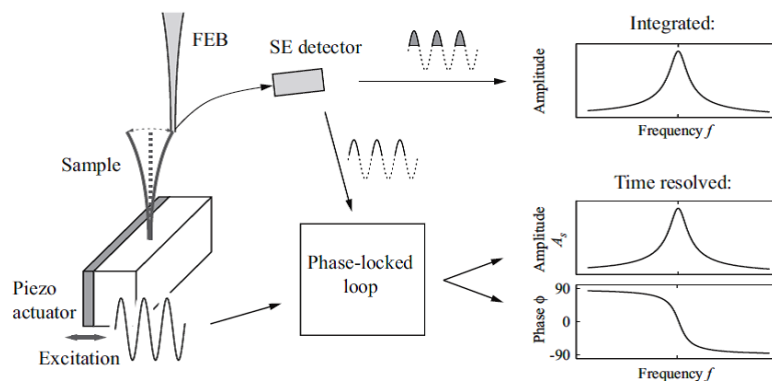 FEB
SE detector
Integrated:
Amplitude
Frequency f
Sample
Time resolved:
Amplitude
A_s
Phase-locked
loop
Phase ϕ
90
0
-90
Frequency f
Piezo
actuator
Excitation